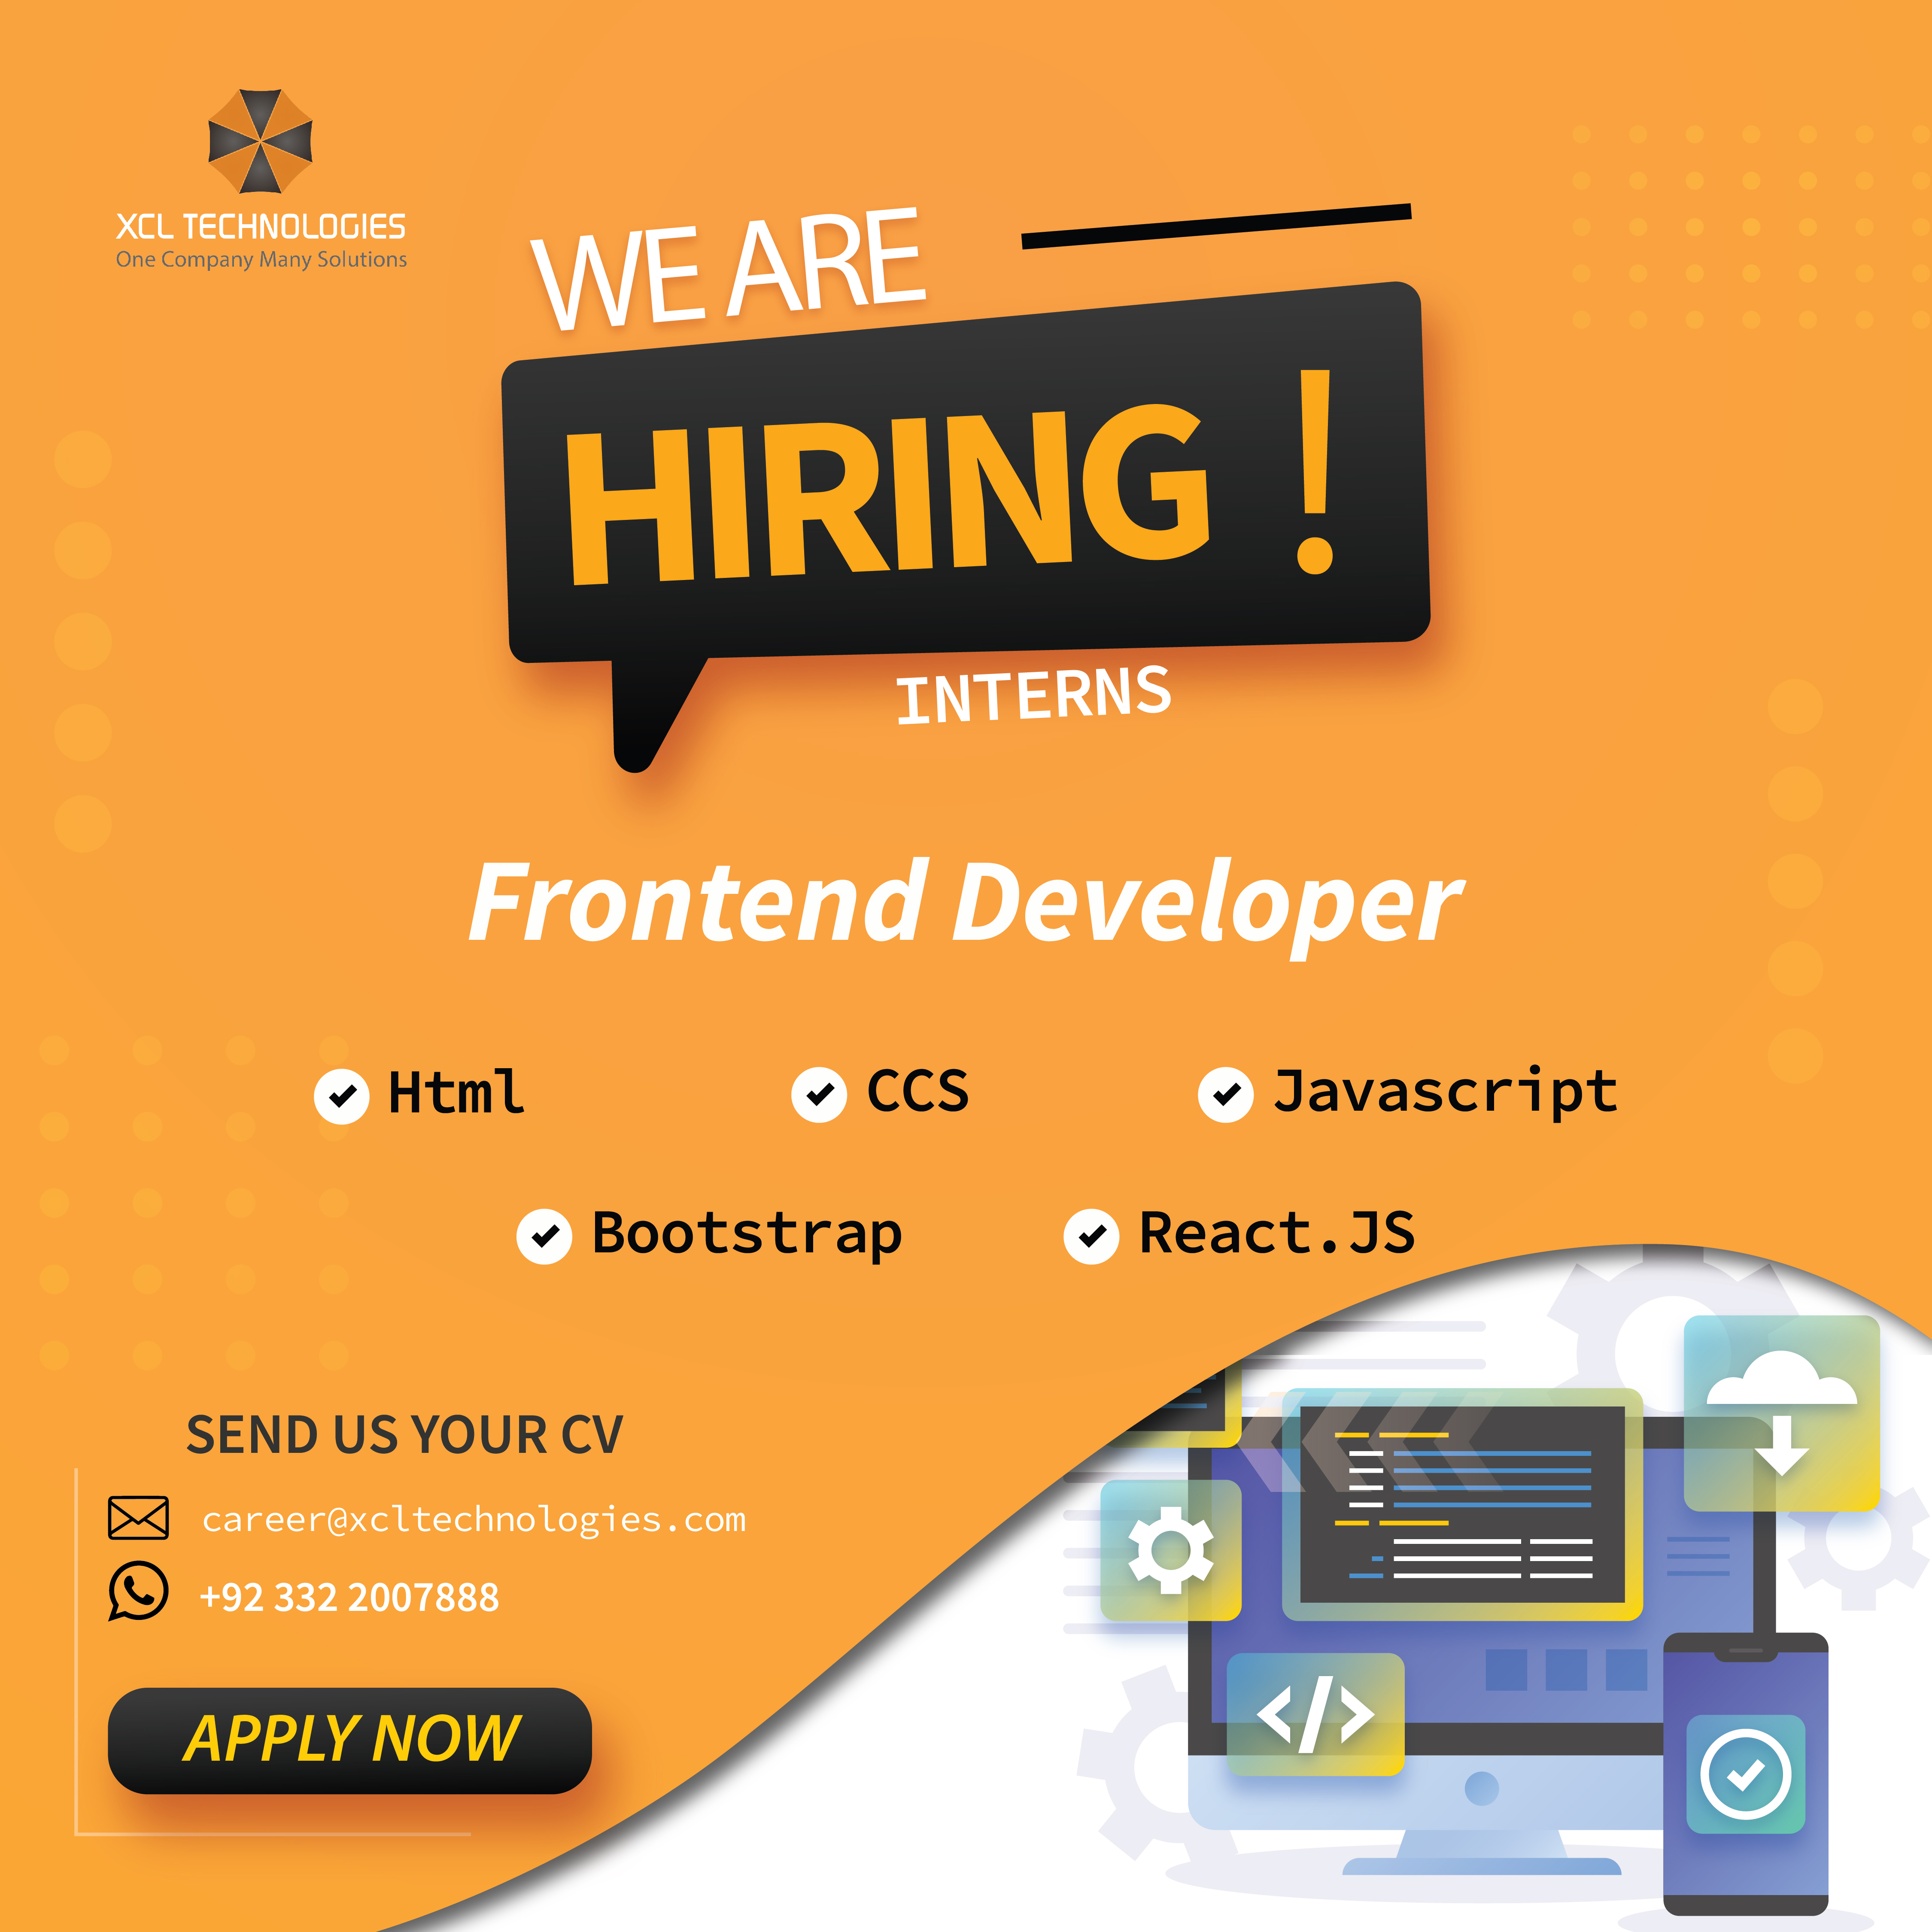 XCL TECHNOLOGIES
One Company Many Solutions
WE ARE
HIRING !
INTERNS
Frontend Developer
Html
CCS
Javascript
Bootstrap
React.JS
SEND US YOUR CV
career@xcltechnologies.com
+92 332 2007888
APPLY NOW